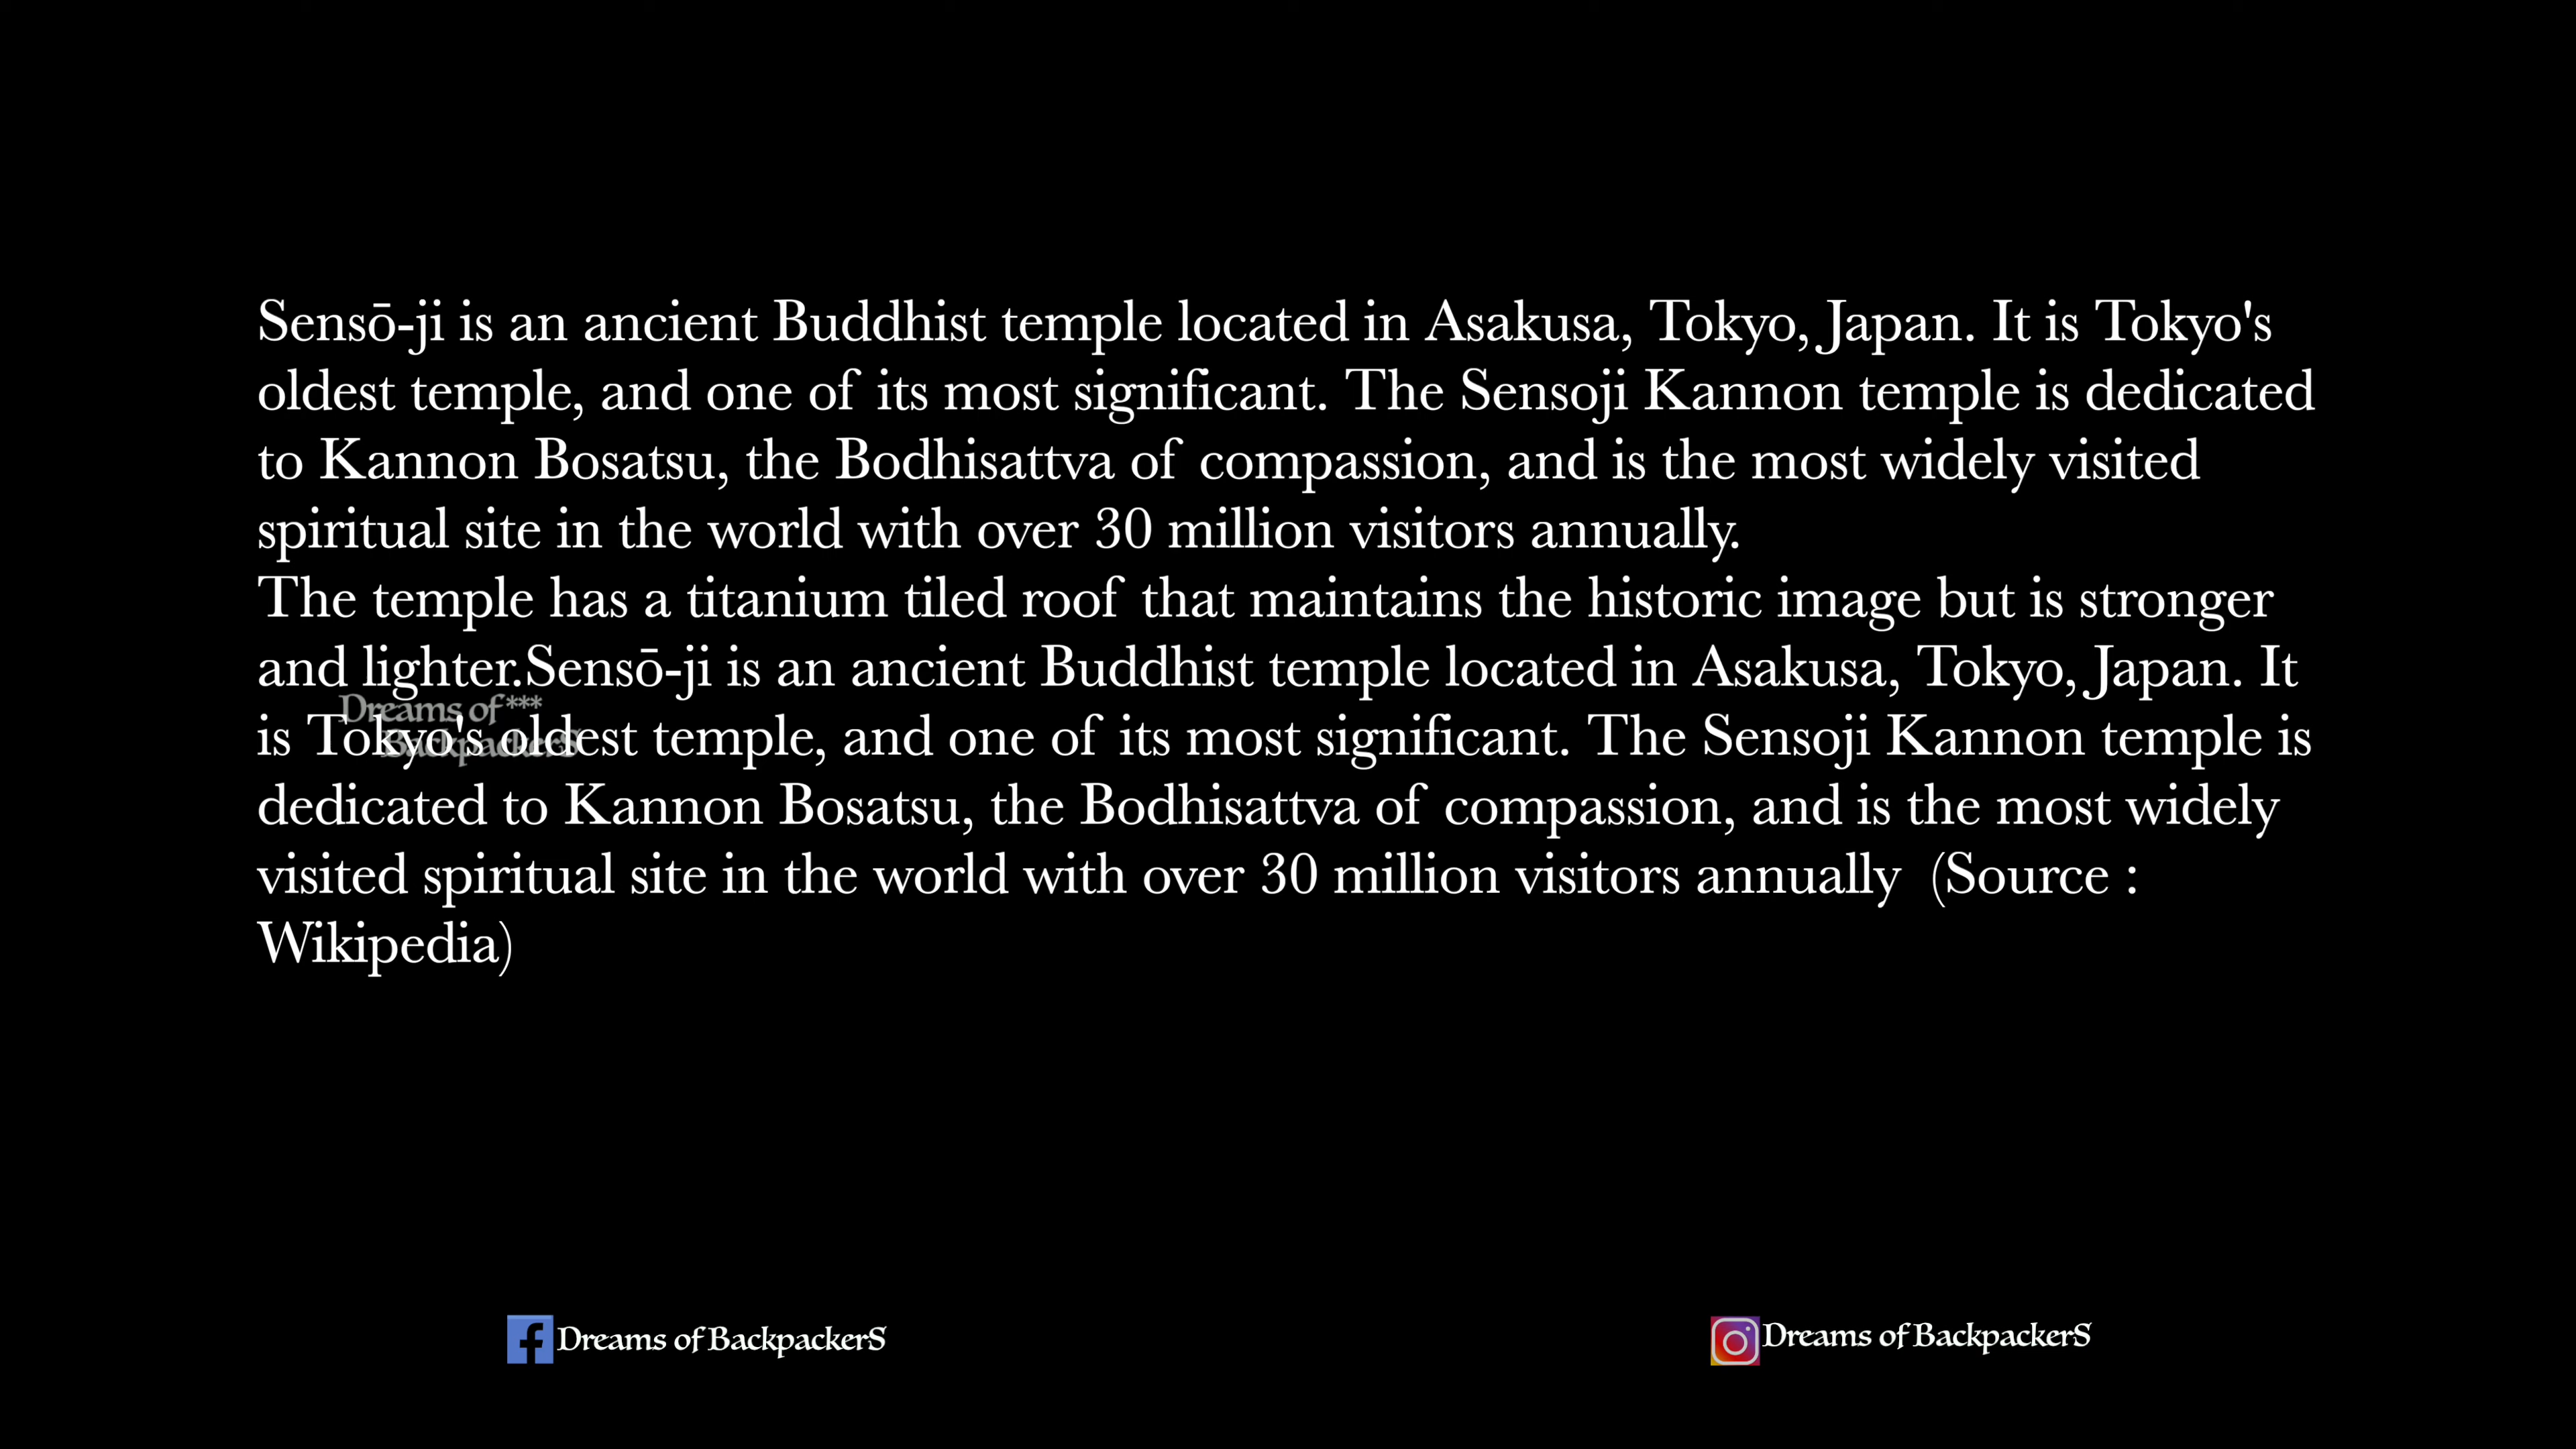 Sensō-ji is an ancient Buddhist temple located in Asakusa, Tokyo, Japan. It is Tokyo's
oldest temple, and one of its most significant. The Sensoji Kannon temple is dedicated
to Kannon Bosatsu, the Bodhisattva of compassion, and is the most widely visited
spiritual site in the world with over 30 million visitors annually.
The temple has a titanium tiled roof that maintains the historic image but is stronger
and lighter.Sensō-ji is an ancient Buddhist temple located in Asakusa, Tokyo, Japan. It
Dreams of ***
is Tokyo's oldest temple, and one of its most significant. The Sensoji Kannon temple is
BackpackerS
dedicated to Kannon Bosatsu, the Bodhisattva of compassion, and is the most widely
visited spiritual site in the world with over 30 million visitors annually (Source :
Wikipedia)
Dreams of BackpackerS
Dreams of BackpackerS